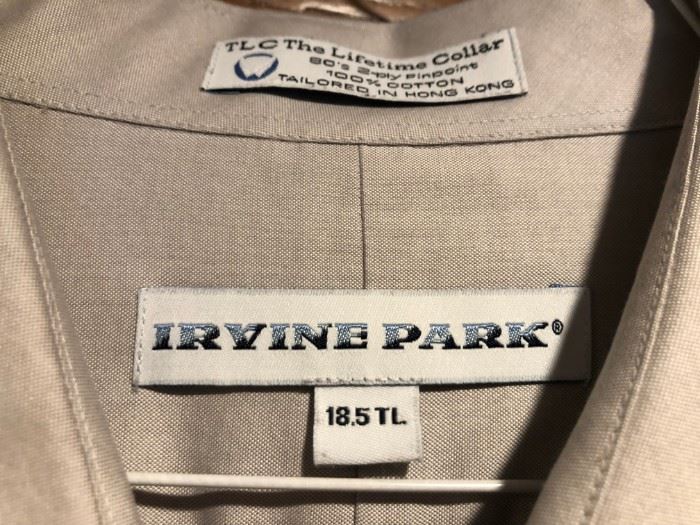 TLC The Lifetime Collar
80's 2-ply pinpoint
100% COTTON
TAILORED IN HONG KONG
IRVINE PARK®
18.5 TL